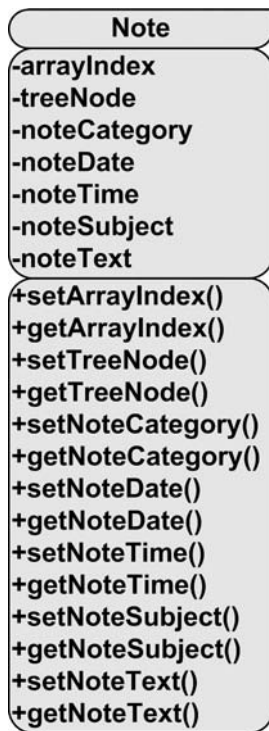 Note
-arrayIndex
-treeNode
-noteCategory
-noteDate
-noteTime
-noteSubject
-noteText
+setArrayIndex()
+getArrayIndex()
+setTreeNode()
+getTreeNode()
+setNoteCategory()
+getNoteCategory()
+setNoteDate()
+getNoteDate()
+setNoteTime()
+getNoteTime()
+setNoteSubject()
+getNoteSubject()
+setNoteText()
+getNoteText()